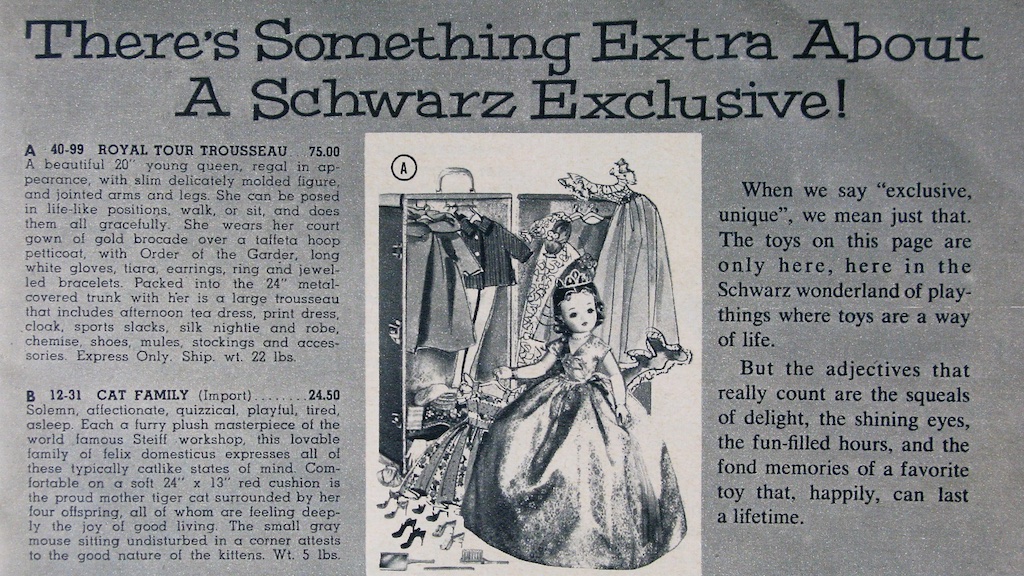 There's Something Extra About
A Schwarz Exclusive!
A 40-99 ROYAL TOUR TROUSSEAU 75.00
A beautiful 20" young queen, regal in ap-
pearance, with slim delicately molded figure,
and jointed arms and legs. She can be posed
in life-like positions, walk, or sit, and does
them all gracefully. She wears her court
gown of gold brocade over a taffeta hoop
petticoat, with Order of the Garder, long
white gloves, tiara, earrings, ring and jewel-
led bracelets. Packed into the 24" metal-
covered trunk with her is a large trousseau
that includes afternoon tea dress, print dress,
cloak, sports slacks, silk nightie and robe,
chemise, shoes, mules, stockings and acces-
sories. Express Only. Ship. wt. 22 lbs.
B 12-31 CAT FAMILY (Import)........24.50
Solemn, affectionate, quizzical, playful, tired,
asleep. Each a furry plush masterpiece of the
world famous Steiff workshop, this lovable
family of felix domesticus expresses all of
these typically catlike states of mind. Com-
fortable on a soft 24" x 13" red cushion is
the proud mother tiger cat surrounded by her
four offspring, all of whom are feeling deep-
ly the joy of good living. The small gray
mouse sitting undisturbed in a corner attests
to the good nature of the kittens. Wt. 5 lbs.
A
When we say "exclusive,
unique", we mean just that.
The toys on this page are
only here, here in the
Schwarz wonderland of play-
things where toys are a way
of life.
But the adjectives that
really count are the squeals
of delight, the shining eyes,
the fun-filled hours, and the
fond memories of a favorite
toy that, happily, can last
a lifetime.